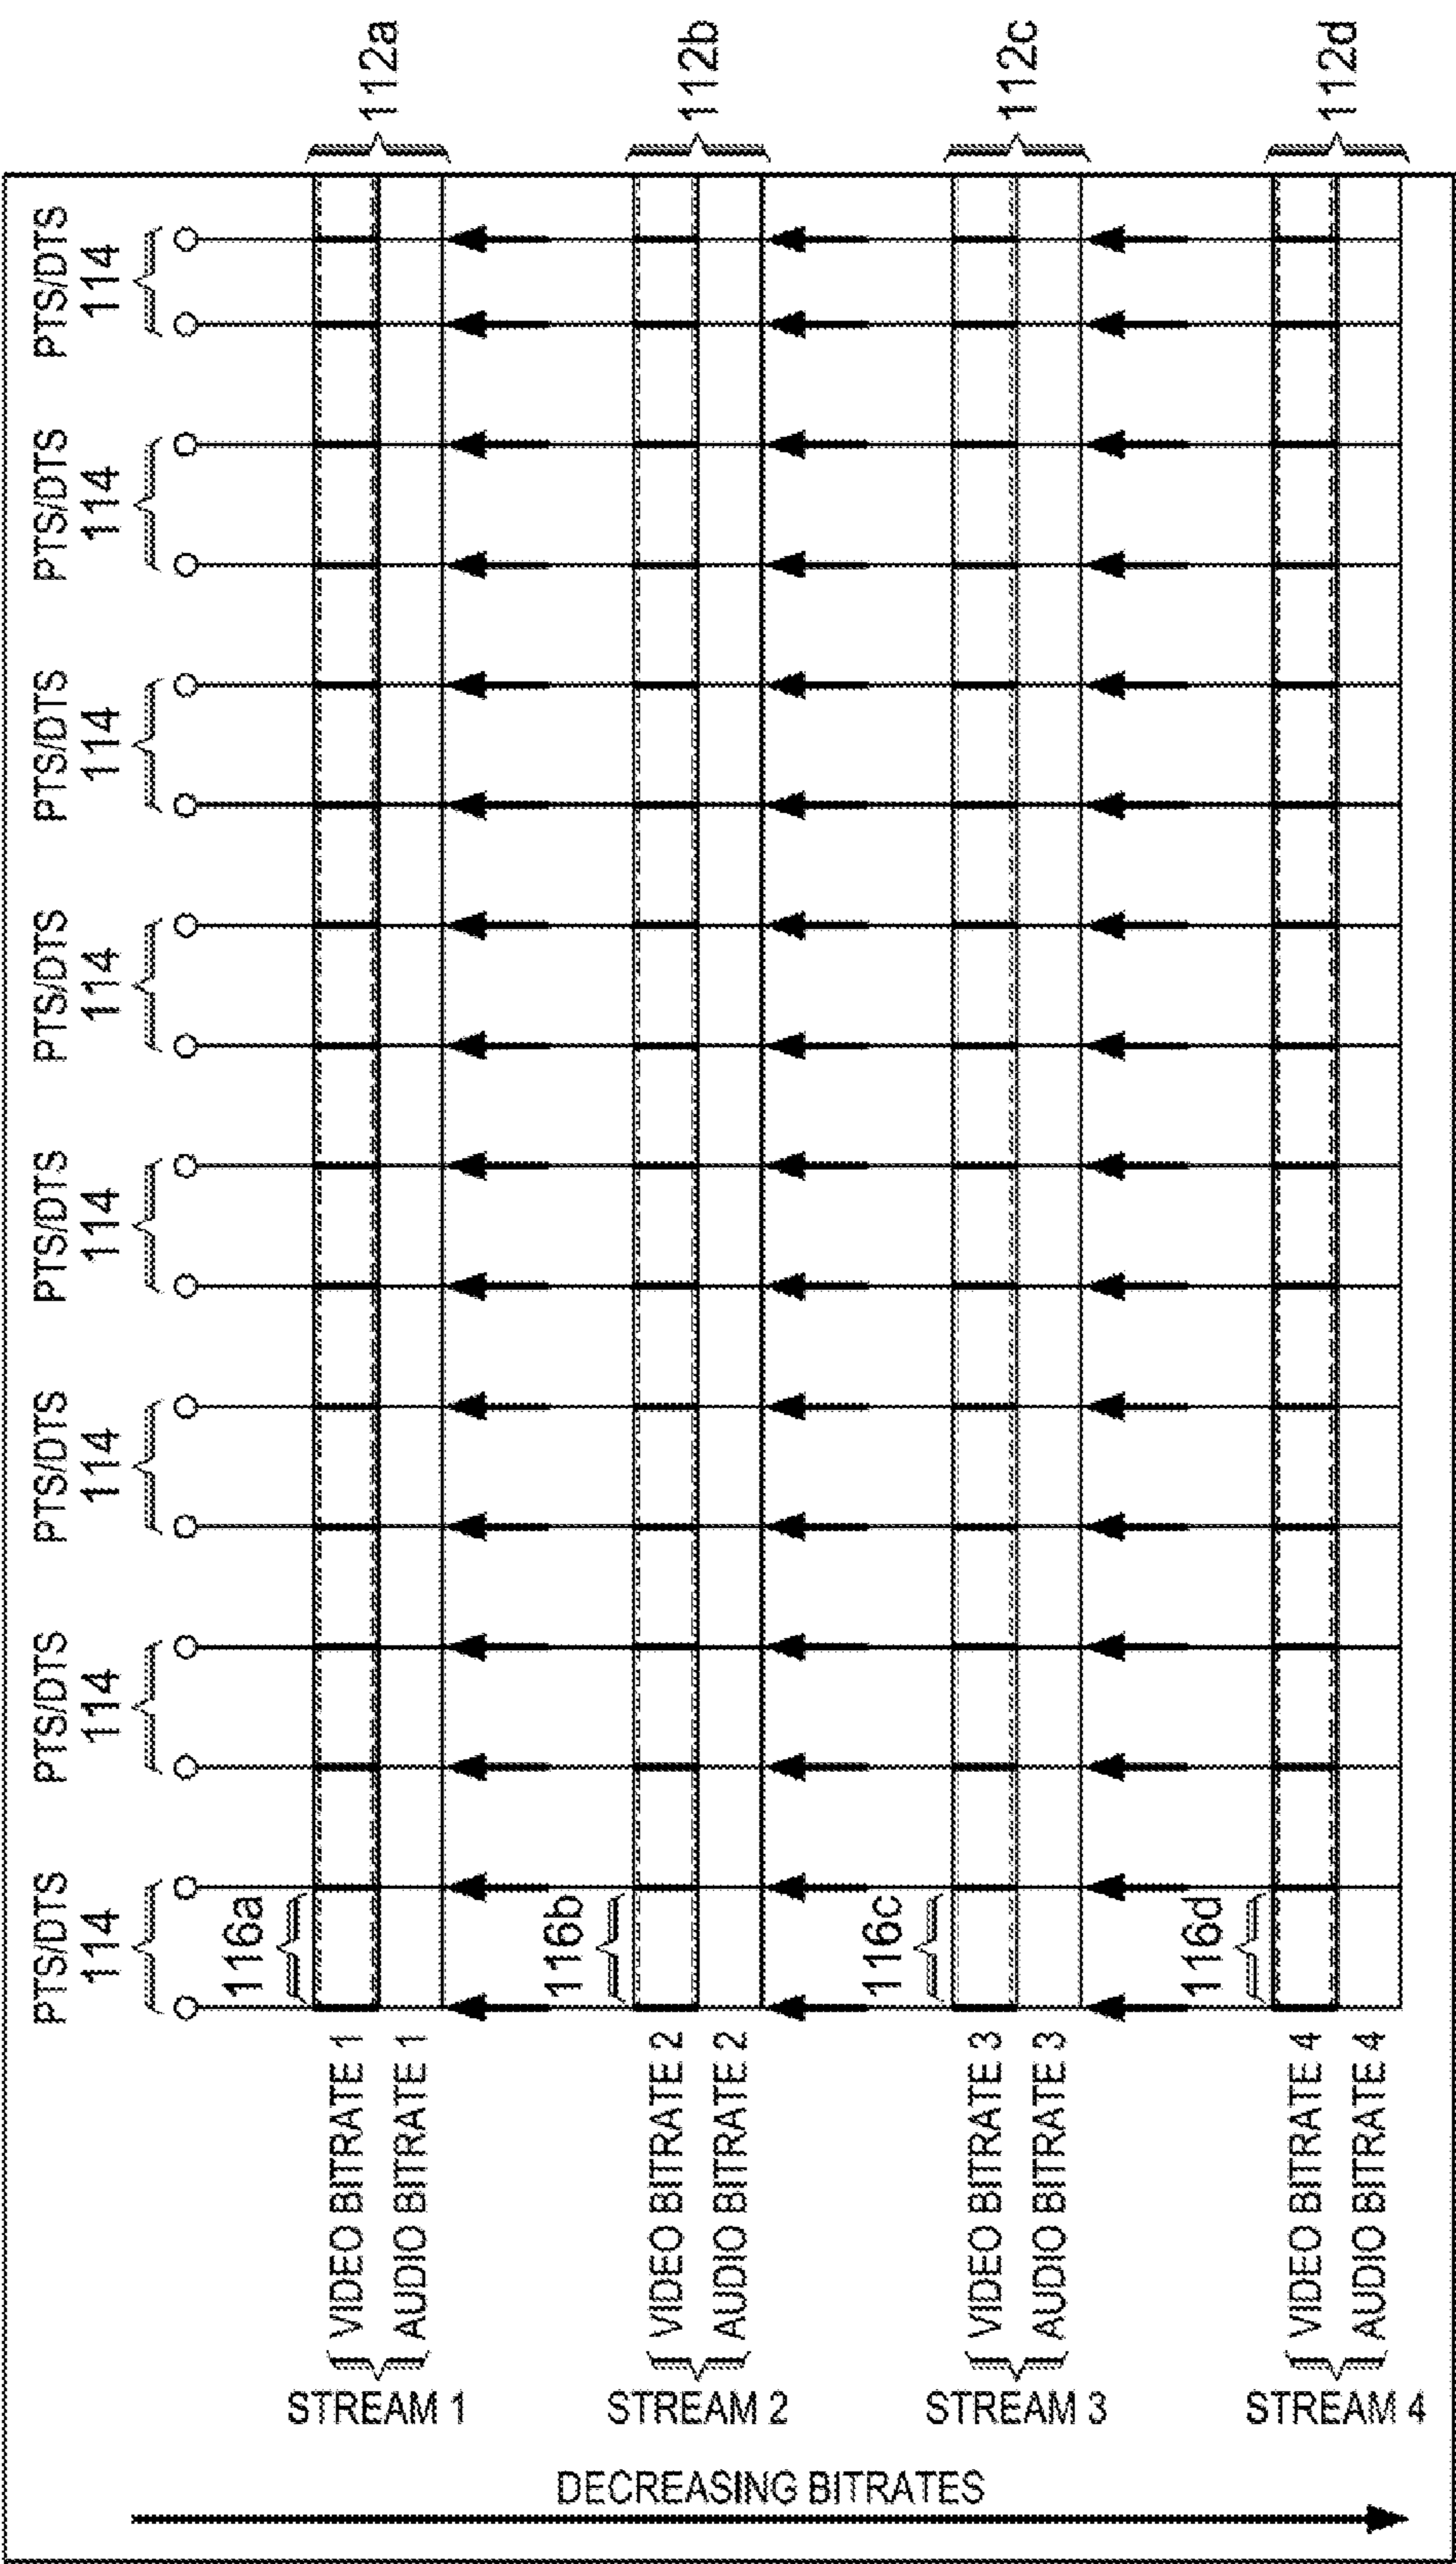 PTS/DTS
114
PTS/DTS
114
PTS/DTS
114
PTS/DTS
114
PTS/DTS
114
PTS/DTS
114
PTS/DTS
114
PTS/DTS
114
DECREASING BITRATES
STREAM 1
VIDEO BITRATE 1
AUDIO BITRATE 1
116a
112a
STREAM 2
VIDEO BITRATE 2
AUDIO BITRATE 2
116b
112b
STREAM 3
VIDEO BITRATE 3
AUDIO BITRATE 3
116c
112c
STREAM 4
VIDEO BITRATE 4
AUDIO BITRATE 4
116d
112d